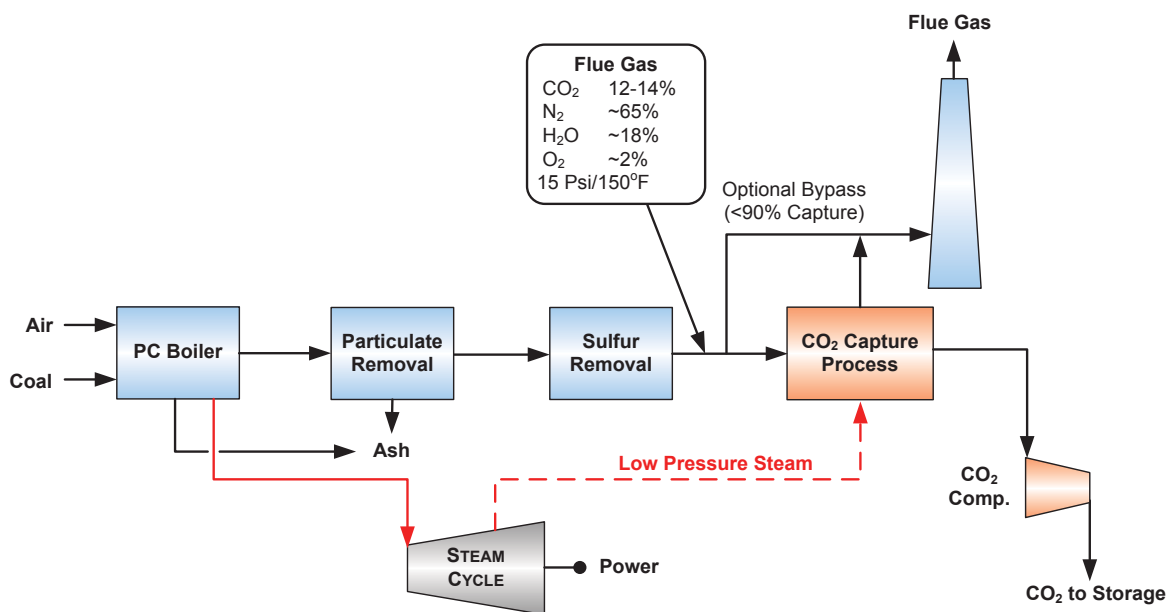 Flue Gas
Flue Gas
CO₂ 12-14%
N₂ ~65%
H₂O ~18%
O₂ ~2%
15 Psi/150°F
Optional Bypass
(<90% Capture)
Air
Coal
PC Boiler
Particulate
Removal
Sulfur
Removal
CO₂ Capture
Process
Ash
Low Pressure Steam
CO₂
Comp.
STEAM
CYCLE
Power
CO₂ to Storage